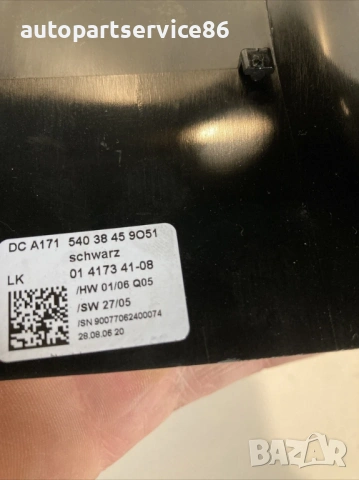 autopartservice86
DC A171 540 38 45 9O51
schwarz
LK 01 4173 41-08
/HW 01/06 Q05
/SW 27/05
/SN 90077062400074
28.08.06 20
BAZAR